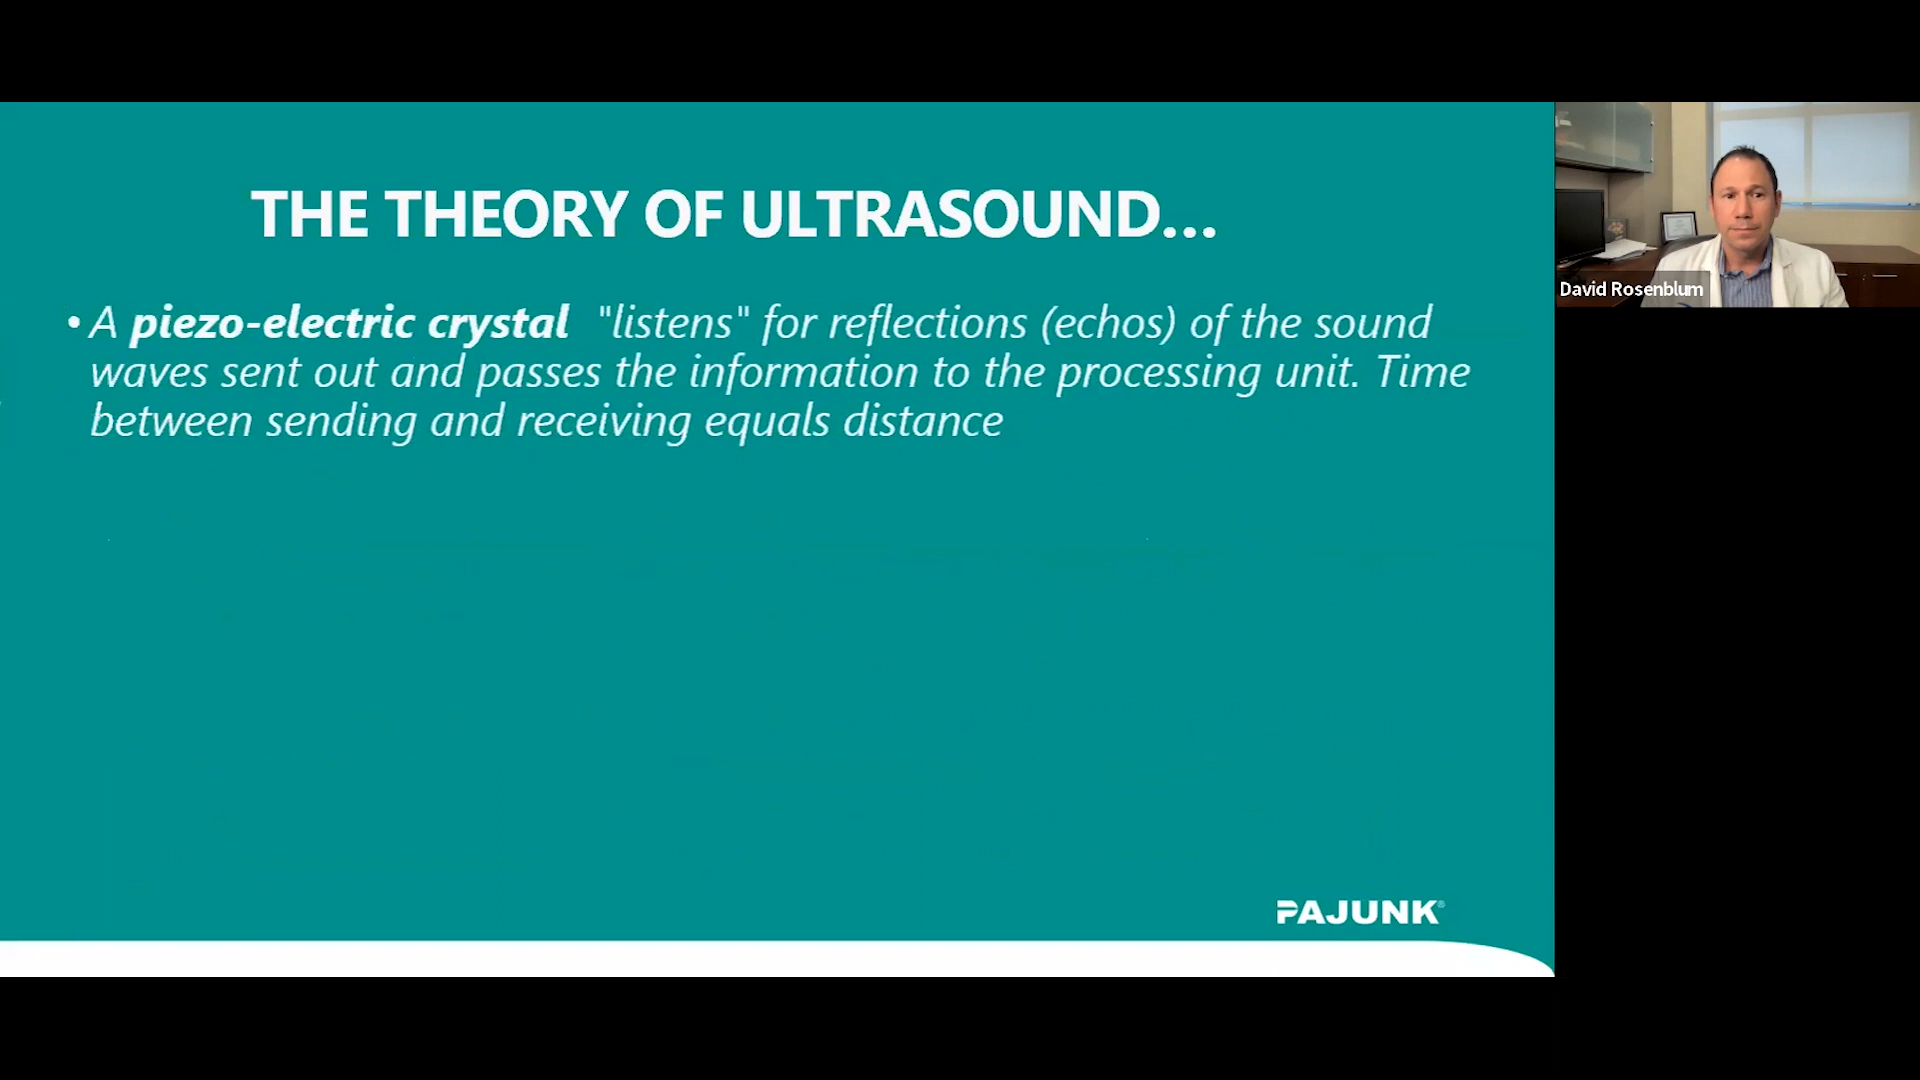 THE THEORY OF ULTRASOUND...
• A piezo-electric crystal "listens" for reflections (echos) of the sound
waves sent out and passes the information to the processing unit. Time
between sending and receiving equals distance
David Rosenblum
PAJUNK®